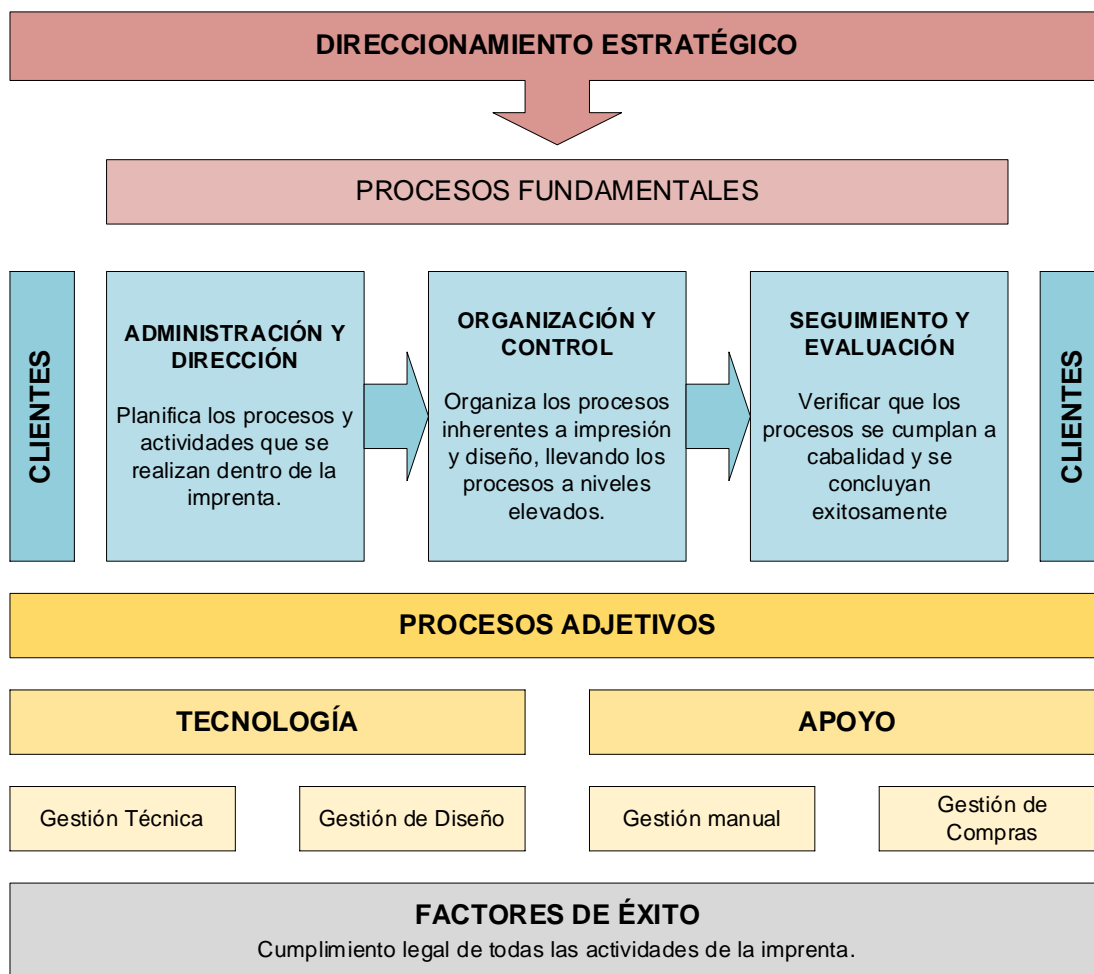 DIRECCIONAMIENTO ESTRATÉGICO
PROCESOS FUNDAMENTALES
CLIENTES
ADMINISTRACIÓN Y
DIRECCIÓN
Planifica los procesos y
actividades que se
realizan dentro de la
imprenta.
ORGANIZACIÓN Y
CONTROL
Organiza los procesos
inherentes a impresión
y diseño, llevando los
procesos a niveles
elevados.
SEGUIMIENTO Y
EVALUACIÓN
Verificar que los
procesos se cumplan a
cabalidad y se
concluyan
exitosamente
CLIENTES
PROCESOS ADJETIVOS
TECNOLOGÍA
APOYO
Gestión Técnica
Gestión de Diseño
Gestión manual
Gestión de
Compras
FACTORES DE ÉXITO
Cumplimiento legal de todas las actividades de la imprenta.